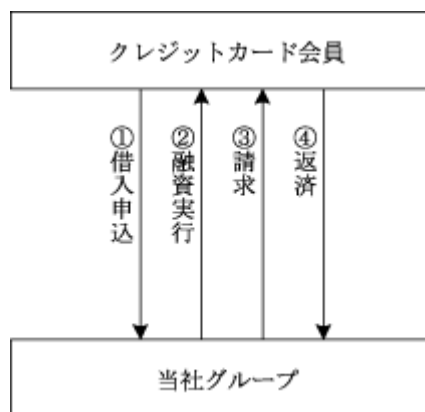 クレジットカード会員
①借入申込
②融資実行
③請求
④返済
当社グループ